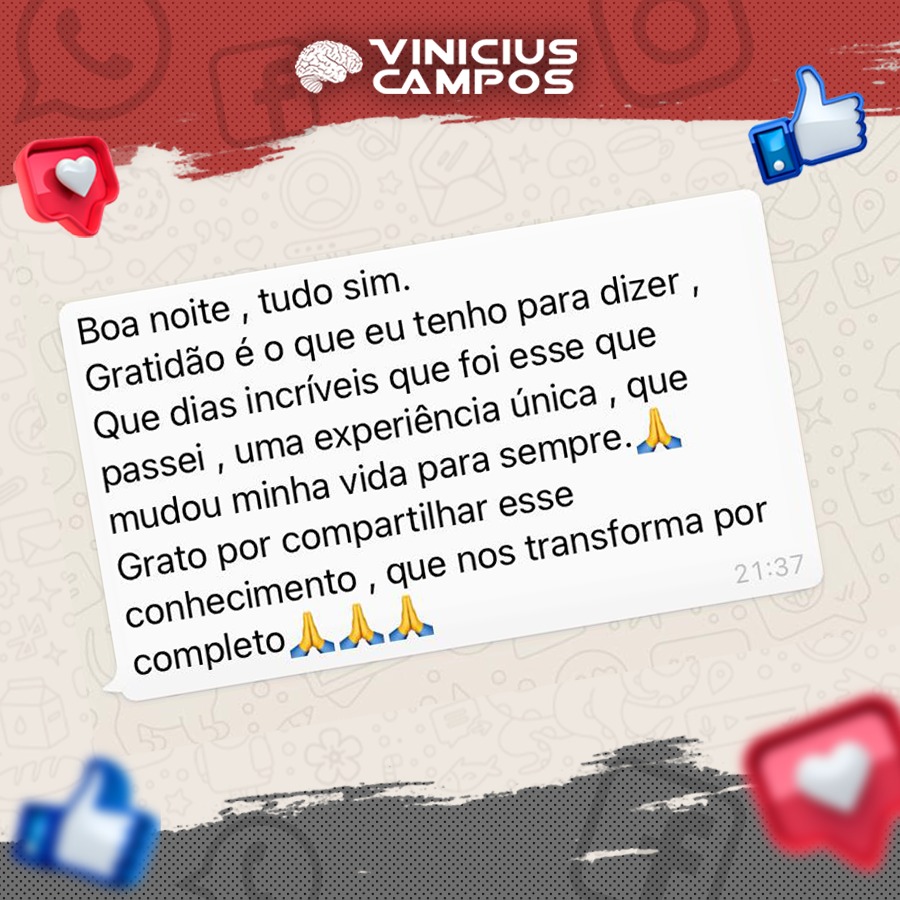 VINICIUS
CAMPOS
Boa noite , tudo sim.
Gratidão é o que eu tenho para dizer ,
Que dias incríveis que foi esse que
passei , uma experiência única , que
mudou minha vida para sempre.🙏
Grato por compartilhar esse
conhecimento , que nos transforma por
completo🙏🙏🙏
21:37